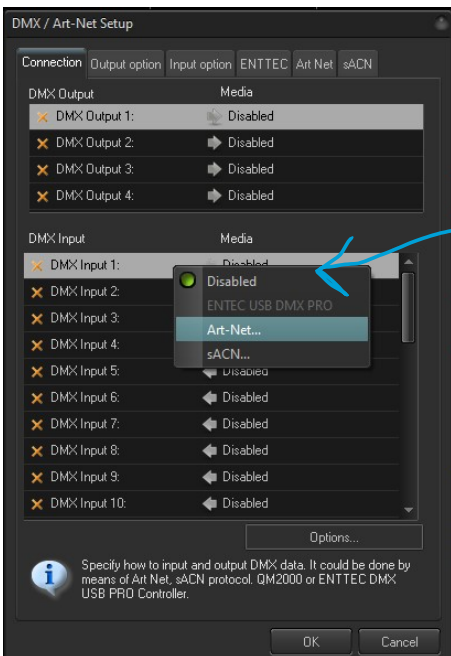 DMX / Art-Net Setup
Connection Output option Input option ENTTEC Art Net sACN
DMX Output Media
DMX Output 1: Disabled
DMX Output 2: Disabled
DMX Output 3: Disabled
DMX Output 4: Disabled
DMX Input Media
DMX Input 1: Disabled
DMX Input 2:
DMX Input 3:
DMX Input 4:
Disabled
ENTEC USB DMX PRO
Art-Net...
sACN...
DMX Input 5: Disabled
DMX Input 6: Disabled
DMX Input 7: Disabled
DMX Input 8: Disabled
DMX Input 9: Disabled
DMX Input 10: Disabled
Options...
Specify how to input and output DMX data. It could be done by
means of Art Net, sACN protocol. QM2000 or ENTTEC DMX
USB PRO Controller.
OK Cancel